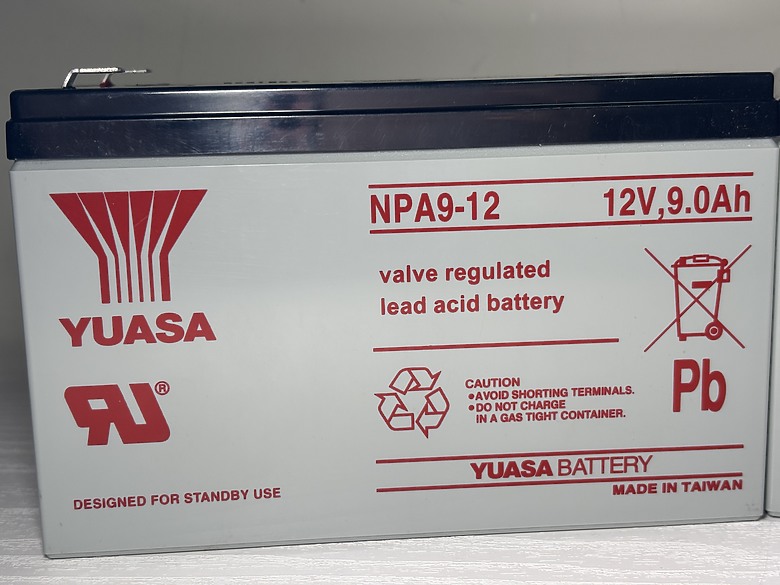 YUASA
NPA9-12 12V,9.0Ah
valve regulated
lead acid battery
Pb
RU®
CAUTION
•AVOID SHORTING TERMINALS.
•DO NOT CHARGE
IN A GAS TIGHT CONTAINER.
YUASA BATTERY
MADE IN TAIWAN
DESIGNED FOR STANDBY USE